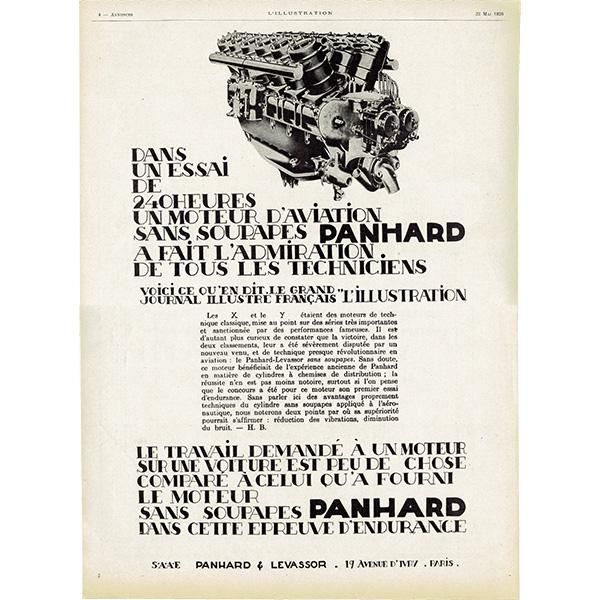 4 — Annonces
L'ILLUSTRATION
22 Mai 1926
DANS
UN ESSAI
DE
240 HEURES
UN MOTEUR D'AVIATION
SANS SOUPAPES PANHARD
A FAIT L'ADMIRATION
DE TOUS LES TECHNICIENS
VOICI CE QU'EN DIT.LE GRAND
JOURNAL ILLUSTRE FRANÇAIS "L'ILLUSTRATION
Les X et le Y étaient des moteurs de tech-
nique classique, mise au point sur des séries très importantes
et sanctionnée par des performances fameuses. Il est
d'autant plus curieux de constater que la victoire, dans les
deux classements, leur a été sévèrement disputée par un
nouveau venu, et de technique presque révolutionnaire en
aviation : le Panhard-Levassor sans soupapes. Sans doute,
ce moteur bénéficiait de l'expérience ancienne de Panhard
en matière de cylindres à chemises de distribution ; la
réussite n'en est pas moins notoire, surtout si l'on pense
que le concours a été pour ce moteur son premier essai
d'endurance. Sans parler ici des avantages proprement
techniques du cylindre sans soupapes appliqué à l'aéro-
nautique, nous noterons deux points par où sa supériorité
pourrait s'affirmer : réduction des vibrations, diminution
du bruit. — H. B.
LE TRAVAIL DEMANDÉ À UN MOTEUR
SUR UNE VOITURE EST PEU DE CHOSE
COMPARÉ À CELUI QU'A FOURNI
LE MOTEUR
SANS SOUPAPES PANHARD
DANS CETTE EPREUVE D'ENDURANCE
S.A.A.E PANHARD & LEVASSOR . 19 AVENUE D'IVRY . PARIS .